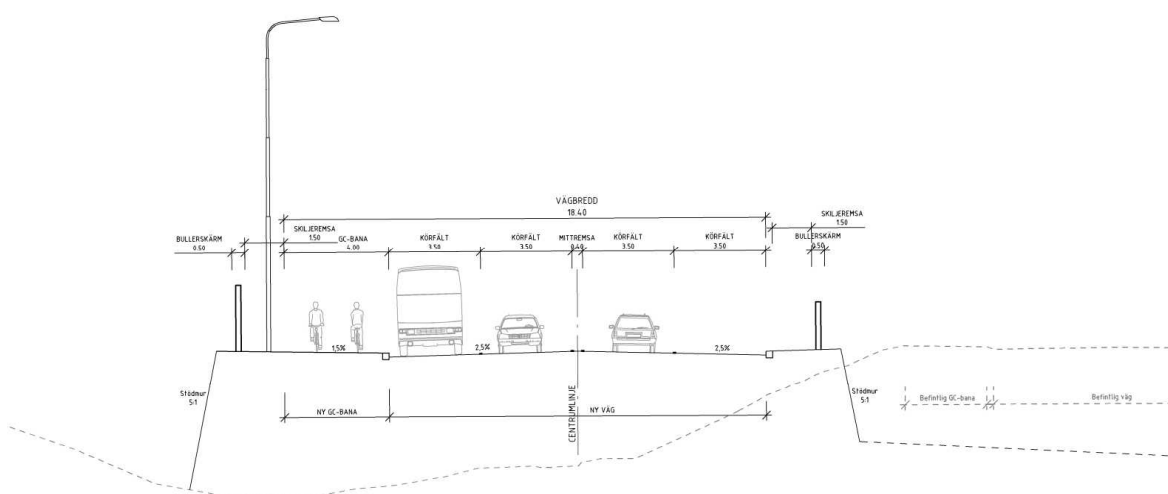 VÄGBREDD
18.40
SKILJEREMSA
1.50
BULLERSKÄRM
0.50
SKILJEREMSA
1.50
GC-BANA
4.00
KÖRFÄLT
3.50
KÖRFÄLT
3.50
MITTREMSA
0.40
KÖRFÄLT
3.50
KÖRFÄLT
3.50
BULLERSKÄRM
0.50
1,5%
2,5%
2,5%
Stödmur
5:1
NY GC-BANA
CENTRUMLINJE
NY VÄG
Stödmur
5:1
Befintlig GC-bana
Befintlig väg